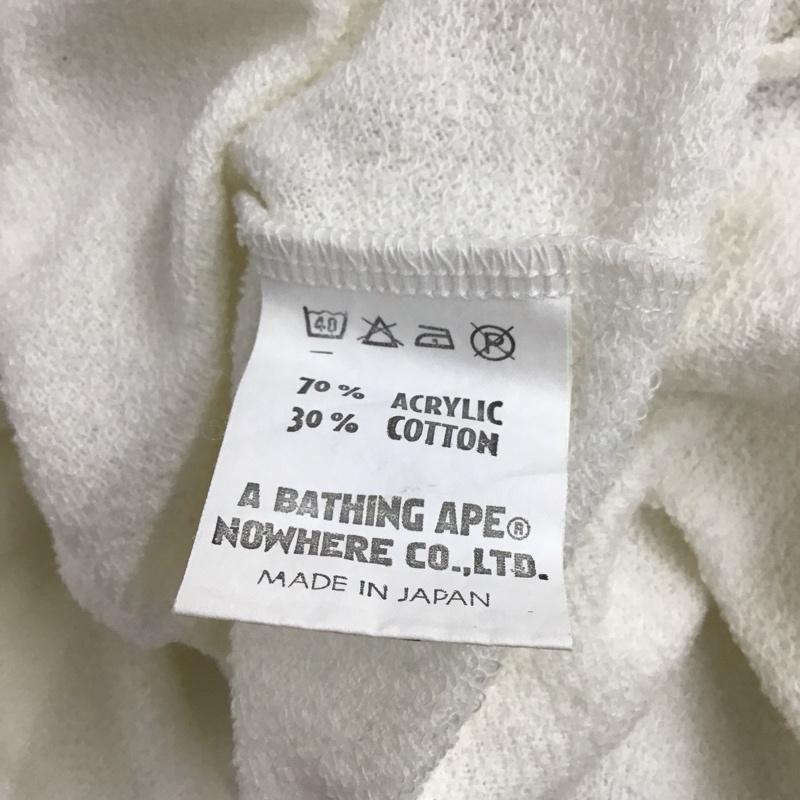 40 P
70% ACRYLIC
30% COTTON
A BATHING APE®
NOWHERE CO.,LTD.
MADE IN JAPAN